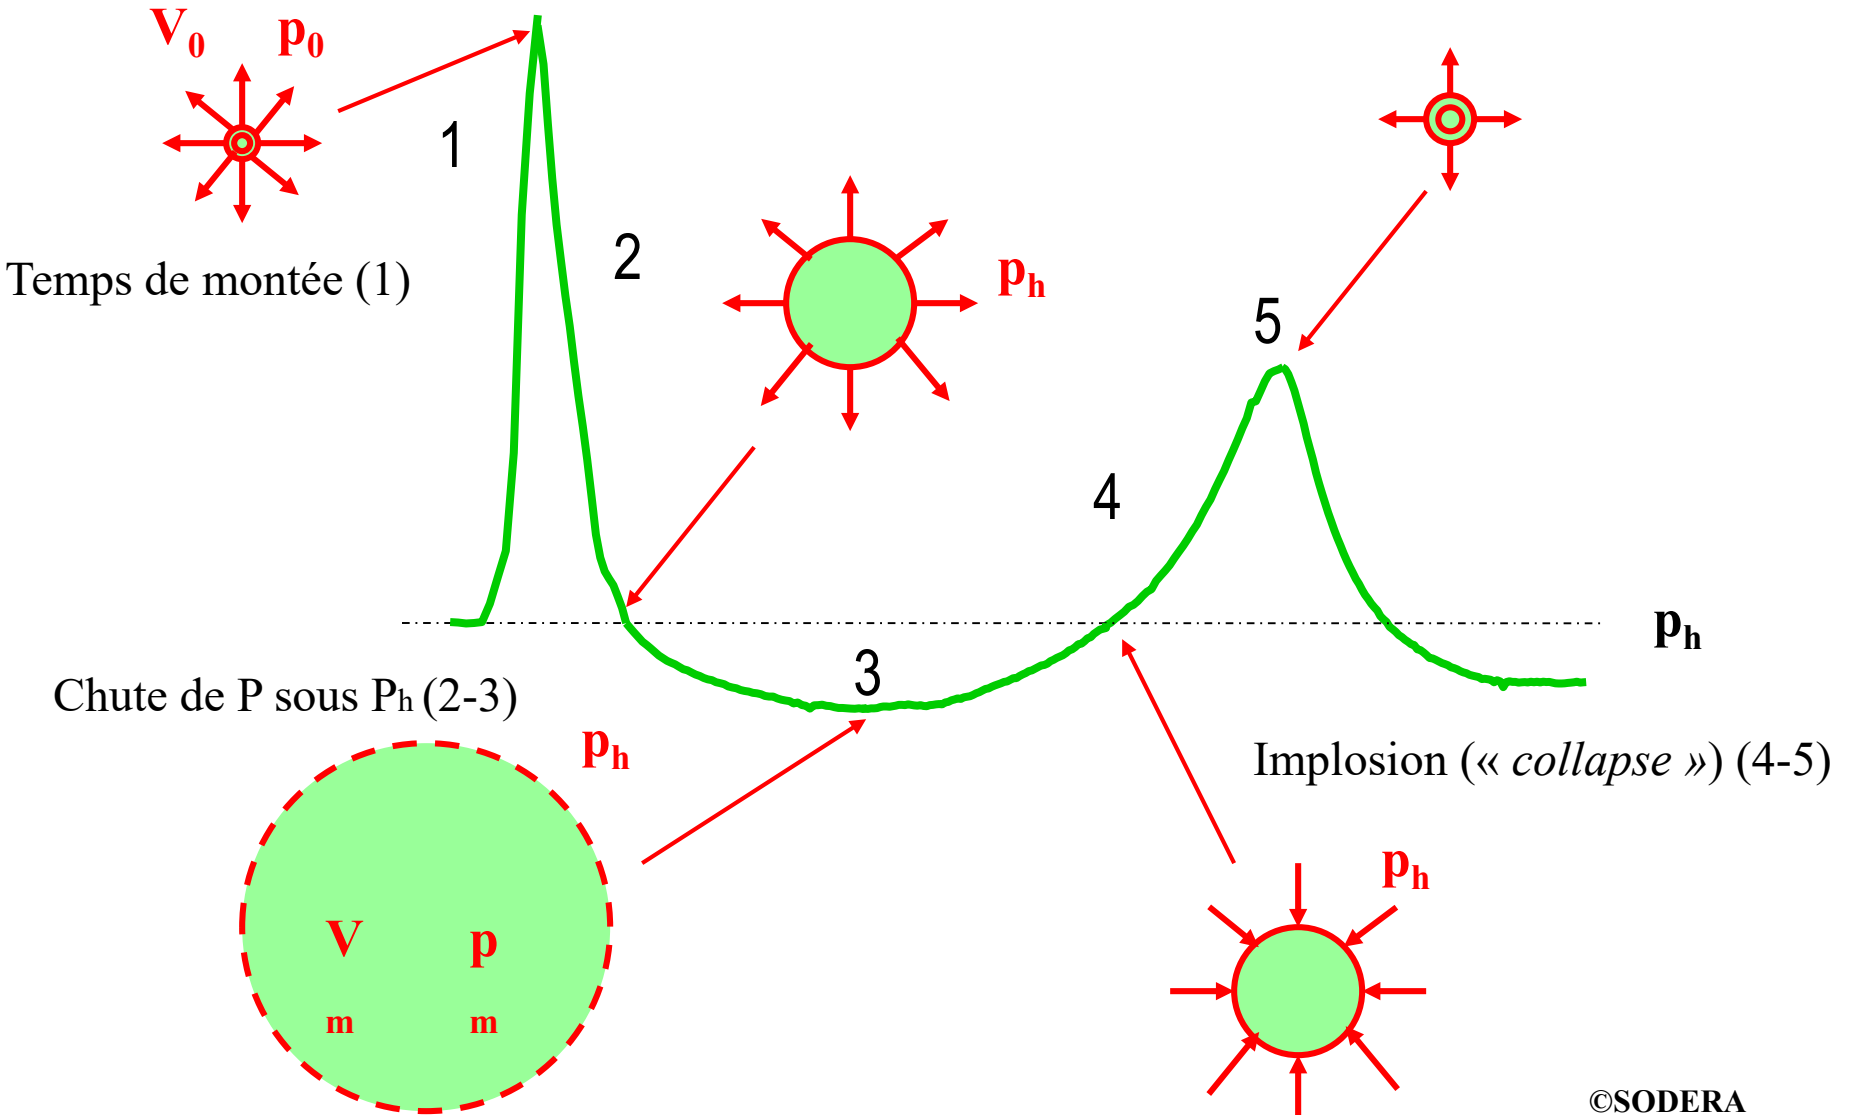 V0 p0
1
Temps de montée (1)
2
ph
5
4
ph
3
Chute de P sous Ph (2-3)
ph
Implosion (« collapse ») (4-5)
ph
V p
m m
©SODERA